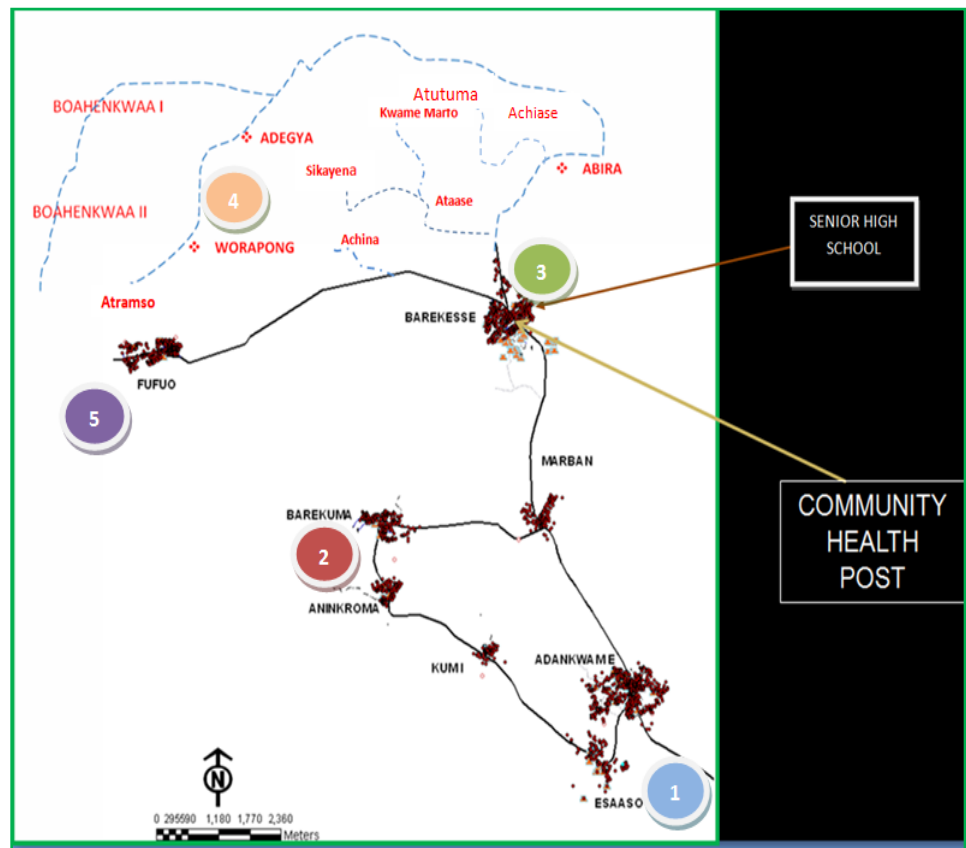 Atutuma
BOAHENKWAA I
Kwame Marto
Achiase
ADEGYA
Sikayena
ABIRA
4
Ataase
BOAHENKWAA II
SENIOR HIGH
SCHOOL
WORAPONG
Achina
3
Atramso
BAREKESSE
FUFUO
5
MARBAN
COMMUNITY
HEALTH
POST
BAREKUMA
2
ANINKROMA
KUMI
ADANKWAME
N
1
ESAASO
0 295590 1,180 1,770 2,360
Meters